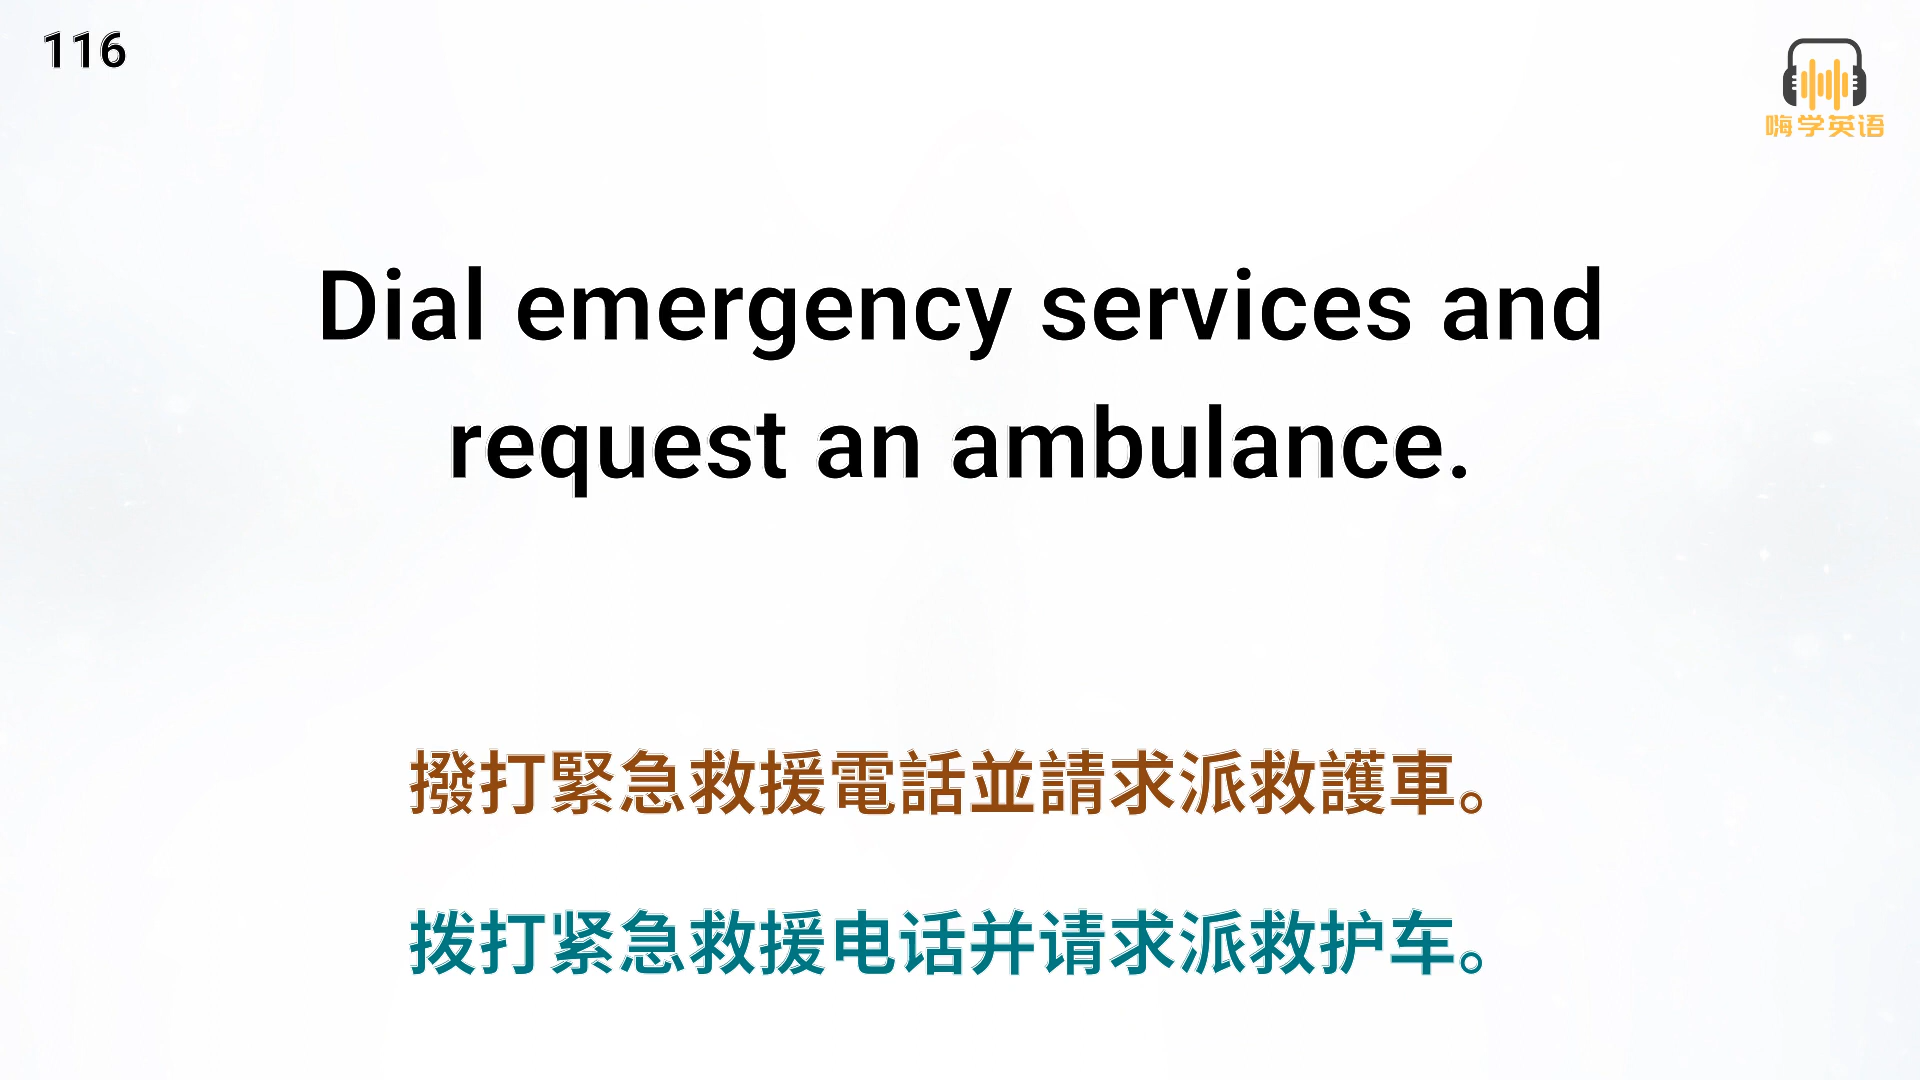 116
嗨学英语
Dial emergency services and
request an ambulance.
撥打緊急救援電話並請求派救護車。
拨打紧急救援电话并请求派救护车。